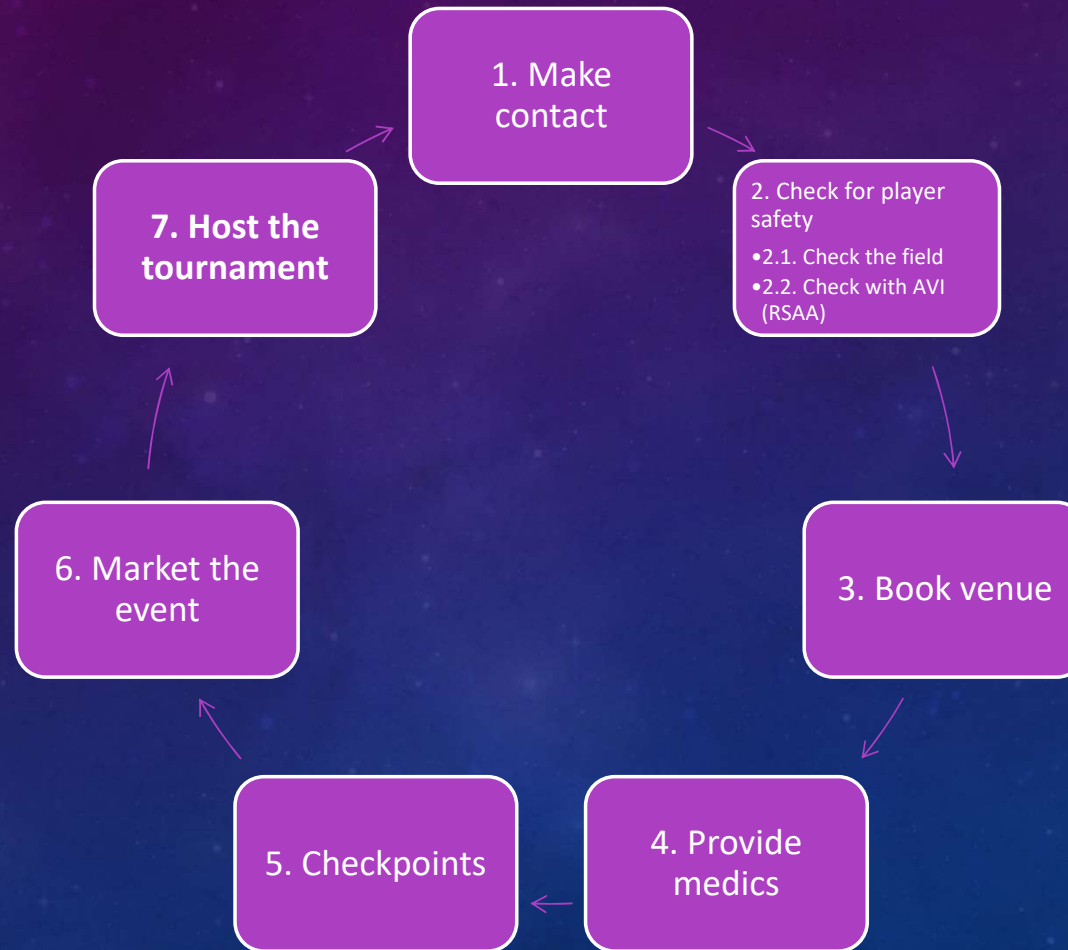 1. Make
contact
2. Check for player
safety
•2.1. Check the field
•2.2. Check with AVI
(RSAA)
3. Book venue
4. Provide
medics
5. Checkpoints
6. Market the
event
7. Host the
tournament